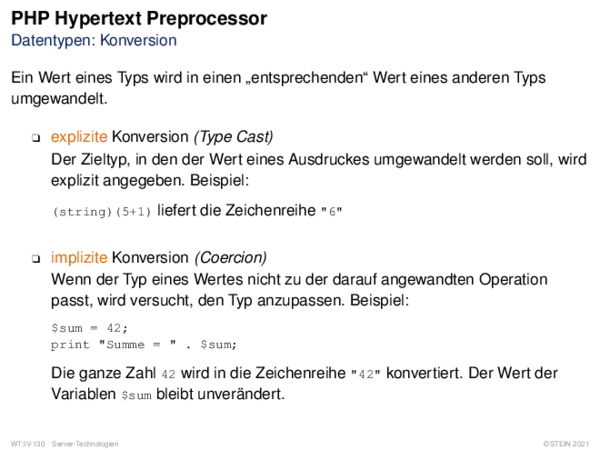 PHP Hypertext Preprocessor
Datentypen: Konversion
Ein Wert eines Typs wird in einen „entsprechenden“ Wert eines anderen Typs
umgewandelt.
❑ explizite Konversion (Type Cast)
Der Zieltyp, in den der Wert eines Ausdruckes umgewandelt werden soll, wird
explizit angegeben. Beispiel:
(string)(5+1) liefert die Zeichenreihe "6"
❑ implizite Konversion (Coercion)
Wenn der Typ eines Wertes nicht zu der darauf angewandten Operation
passt, wird versucht, den Typ anzupassen. Beispiel:
$sum = 42;
print "Summe = " . $sum;
Die ganze Zahl 42 wird in die Zeichenreihe "42" konvertiert. Der Wert der
Variablen $sum bleibt unverändert.
WT:IV-130 Server-Technologien ©STEIN 2021